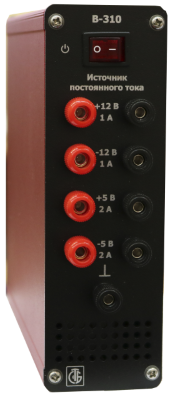 В-310
Источник
постоянного тока
+12 В
1 А
-12 В
1 А
+5 В
2 А
-5 В
2 А